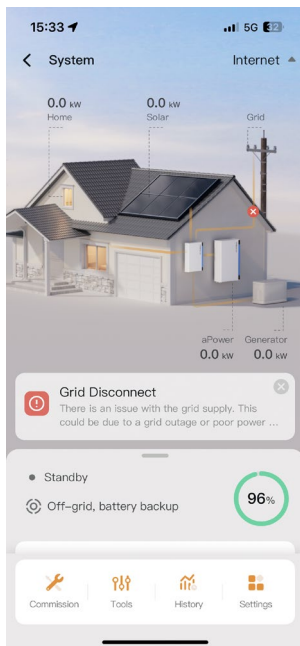 15:33
5G 32
System
Internet
0.0 kW
0.0 kW
Home
Solar
Grid
aPower
Generator
0.0 kW
0.0 kW
Grid Disconnect
There is an issue with the grid supply. This
could be due to a grid outage or poor power ...
Standby
Off-grid, battery backup
96%
Commission
Tools
History
Settings